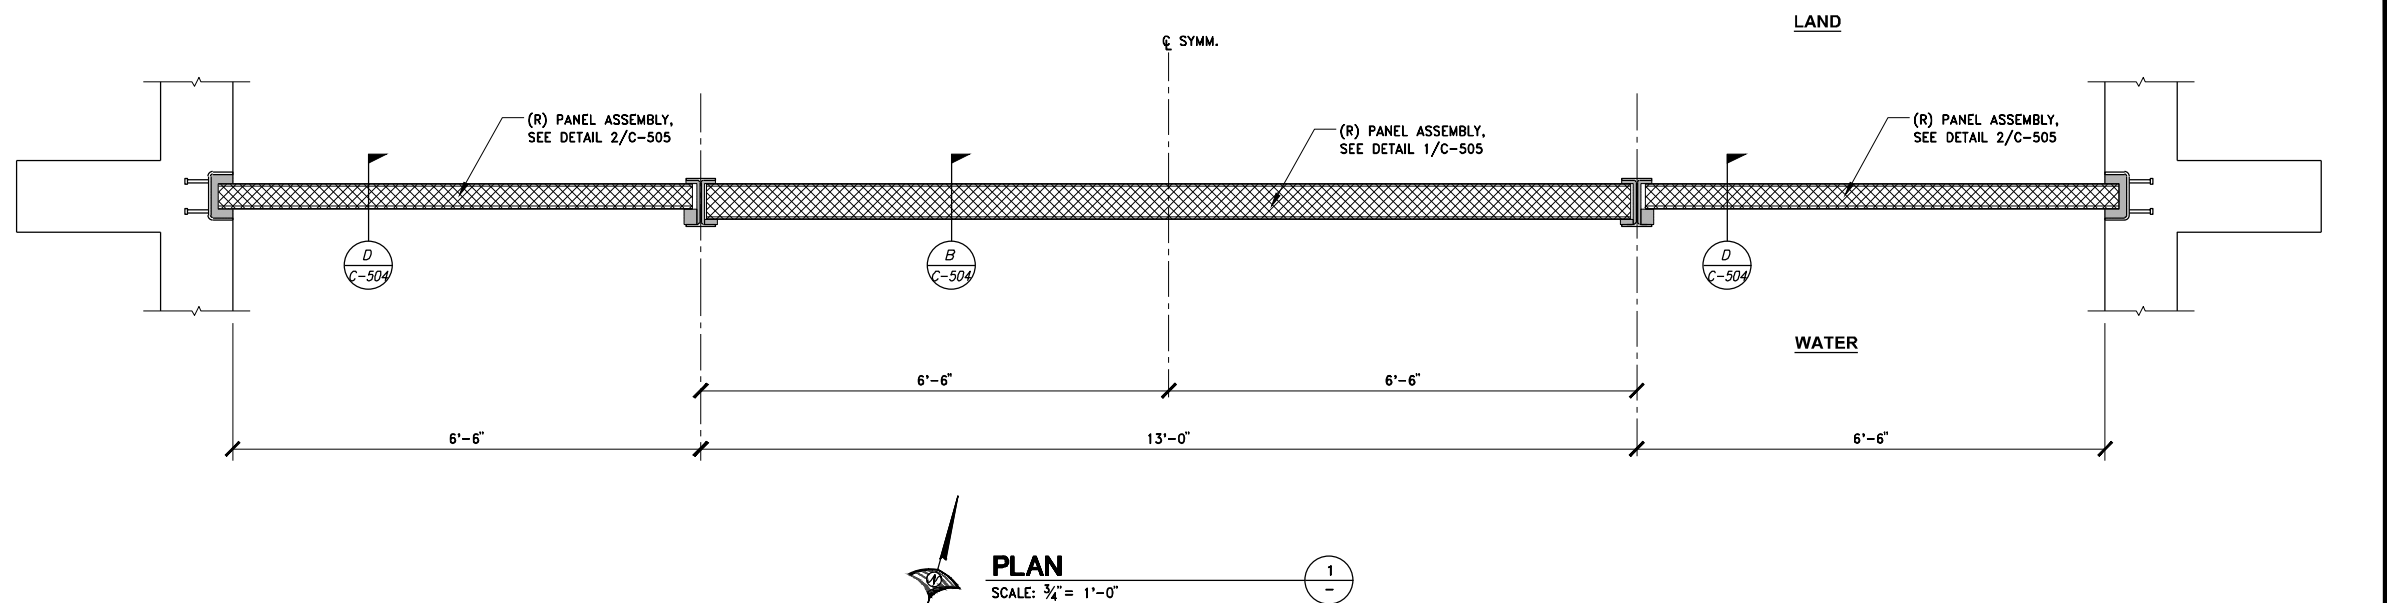 LAND
℄ SYMM.
(R) PANEL ASSEMBLY,
SEE DETAIL 2/C-505
(R) PANEL ASSEMBLY,
SEE DETAIL 1/C-505
(R) PANEL ASSEMBLY,
SEE DETAIL 2/C-505
D
C-504
B
C-504
D
C-504
WATER
6'-6"
6'-6"
6'-6"
13'-0"
6'-6"
N
PLAN
SCALE: ¾" = 1'-0"
1
-